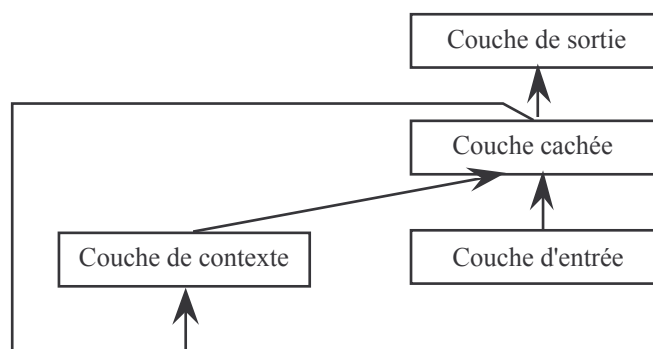 Couche de sortie
Couche cachée
Couche de contexte
Couche d'entrée